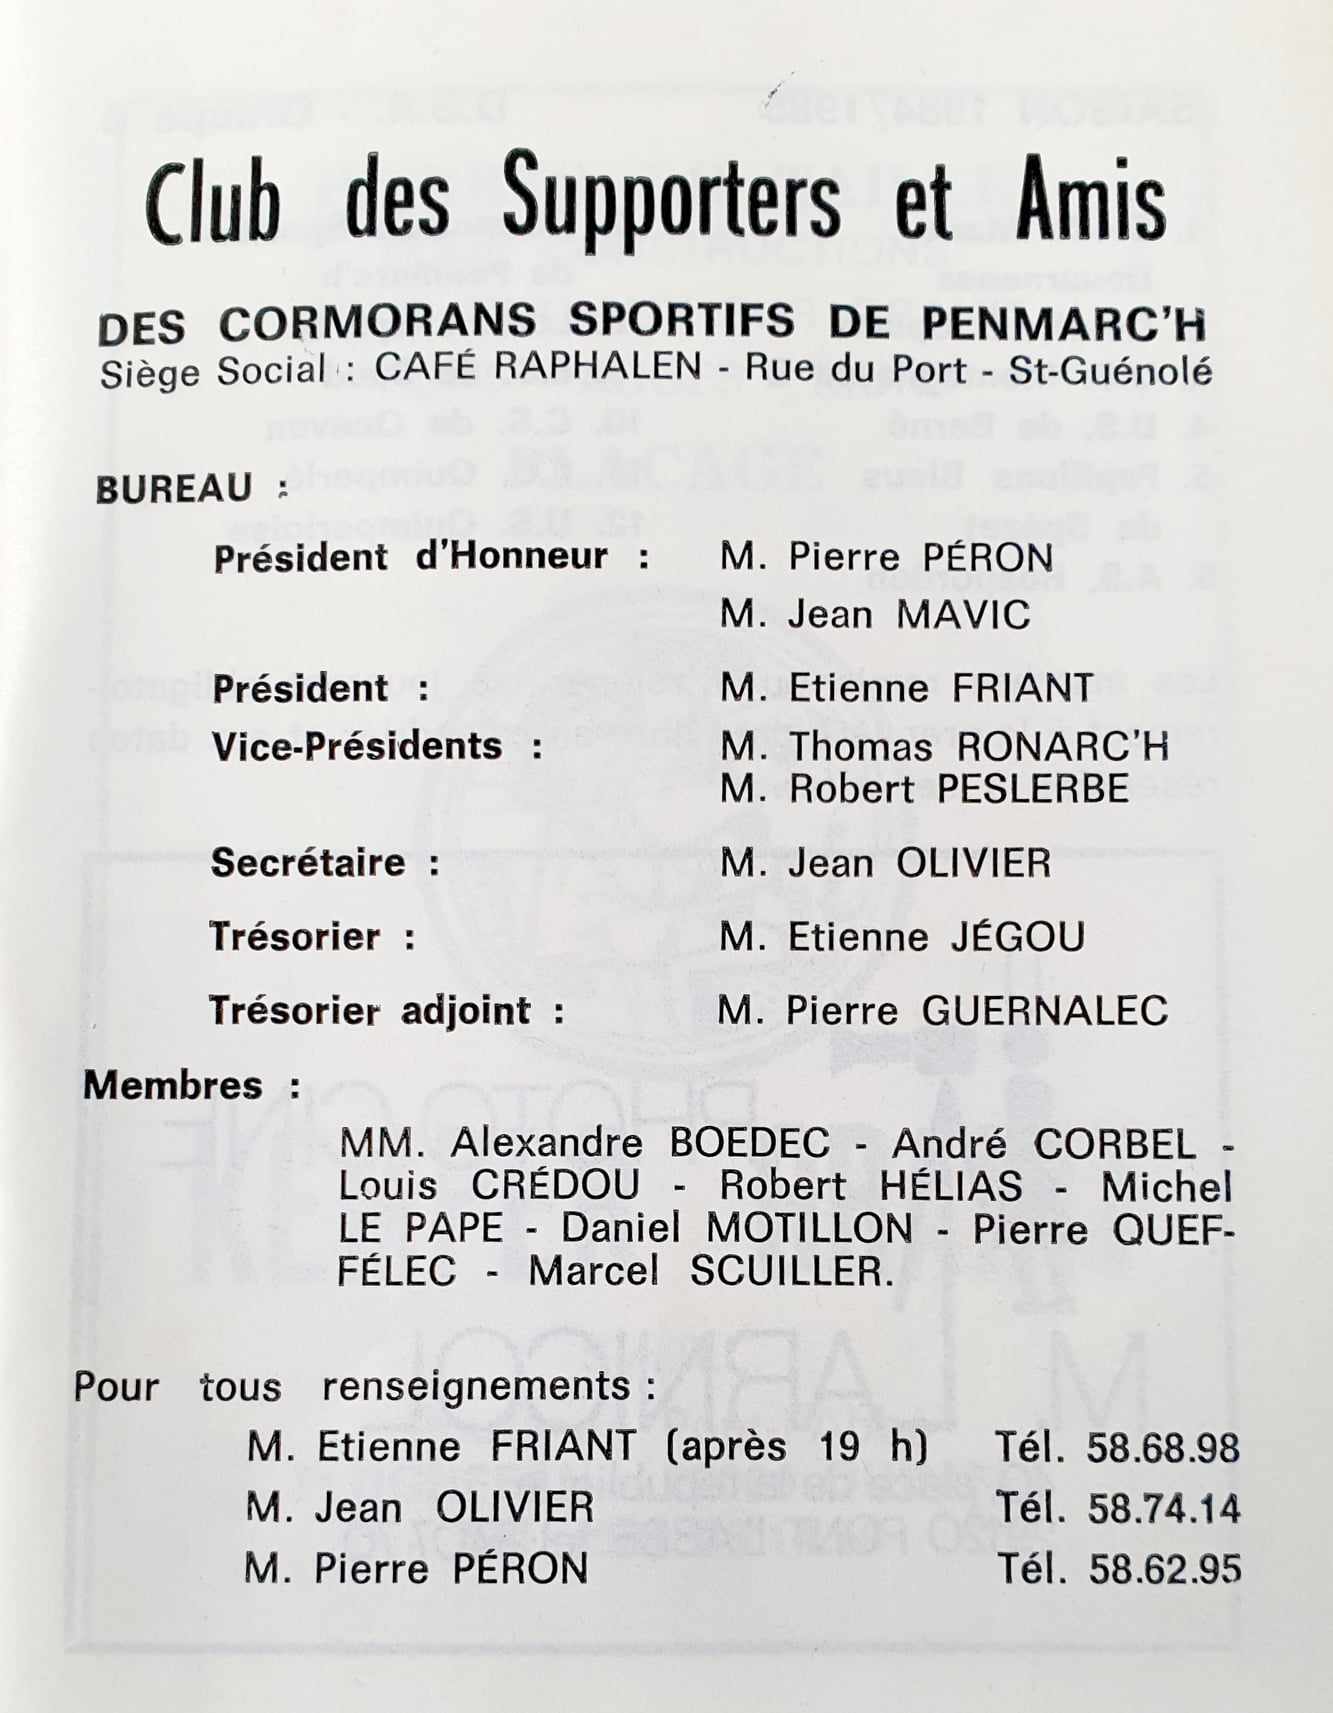 Club des Supporters et Amis
DES CORMORANS SPORTIFS DE PENMARC'H
Siège Social : CAFÉ RAPHALEN - Rue du Port - St-Guénolé
BUREAU :
Président d'Honneur : M. Pierre PÉRON
M. Jean MAVIC
Président : M. Etienne FRIANT
Vice-Présidents : M. Thomas RONARC'H
M. Robert PESLERBE
Secrétaire : M. Jean OLIVIER
Trésorier : M. Etienne JÉGOU
Trésorier adjoint : M. Pierre GUERNALEC
Membres :
MM. Alexandre BOEDEC - André CORBEL -
Louis CRÉDOU - Robert HÉLIAS - Michel
LE PAPE - Daniel MOTILLON - Pierre QUEF-
FÉLEC - Marcel SCUILLER.
Pour tous renseignements :
M. Etienne FRIANT (après 19 h) Tél. 58.68.98
M. Jean OLIVIER Tél. 58.74.14
M. Pierre PÉRON Tél. 58.62.95